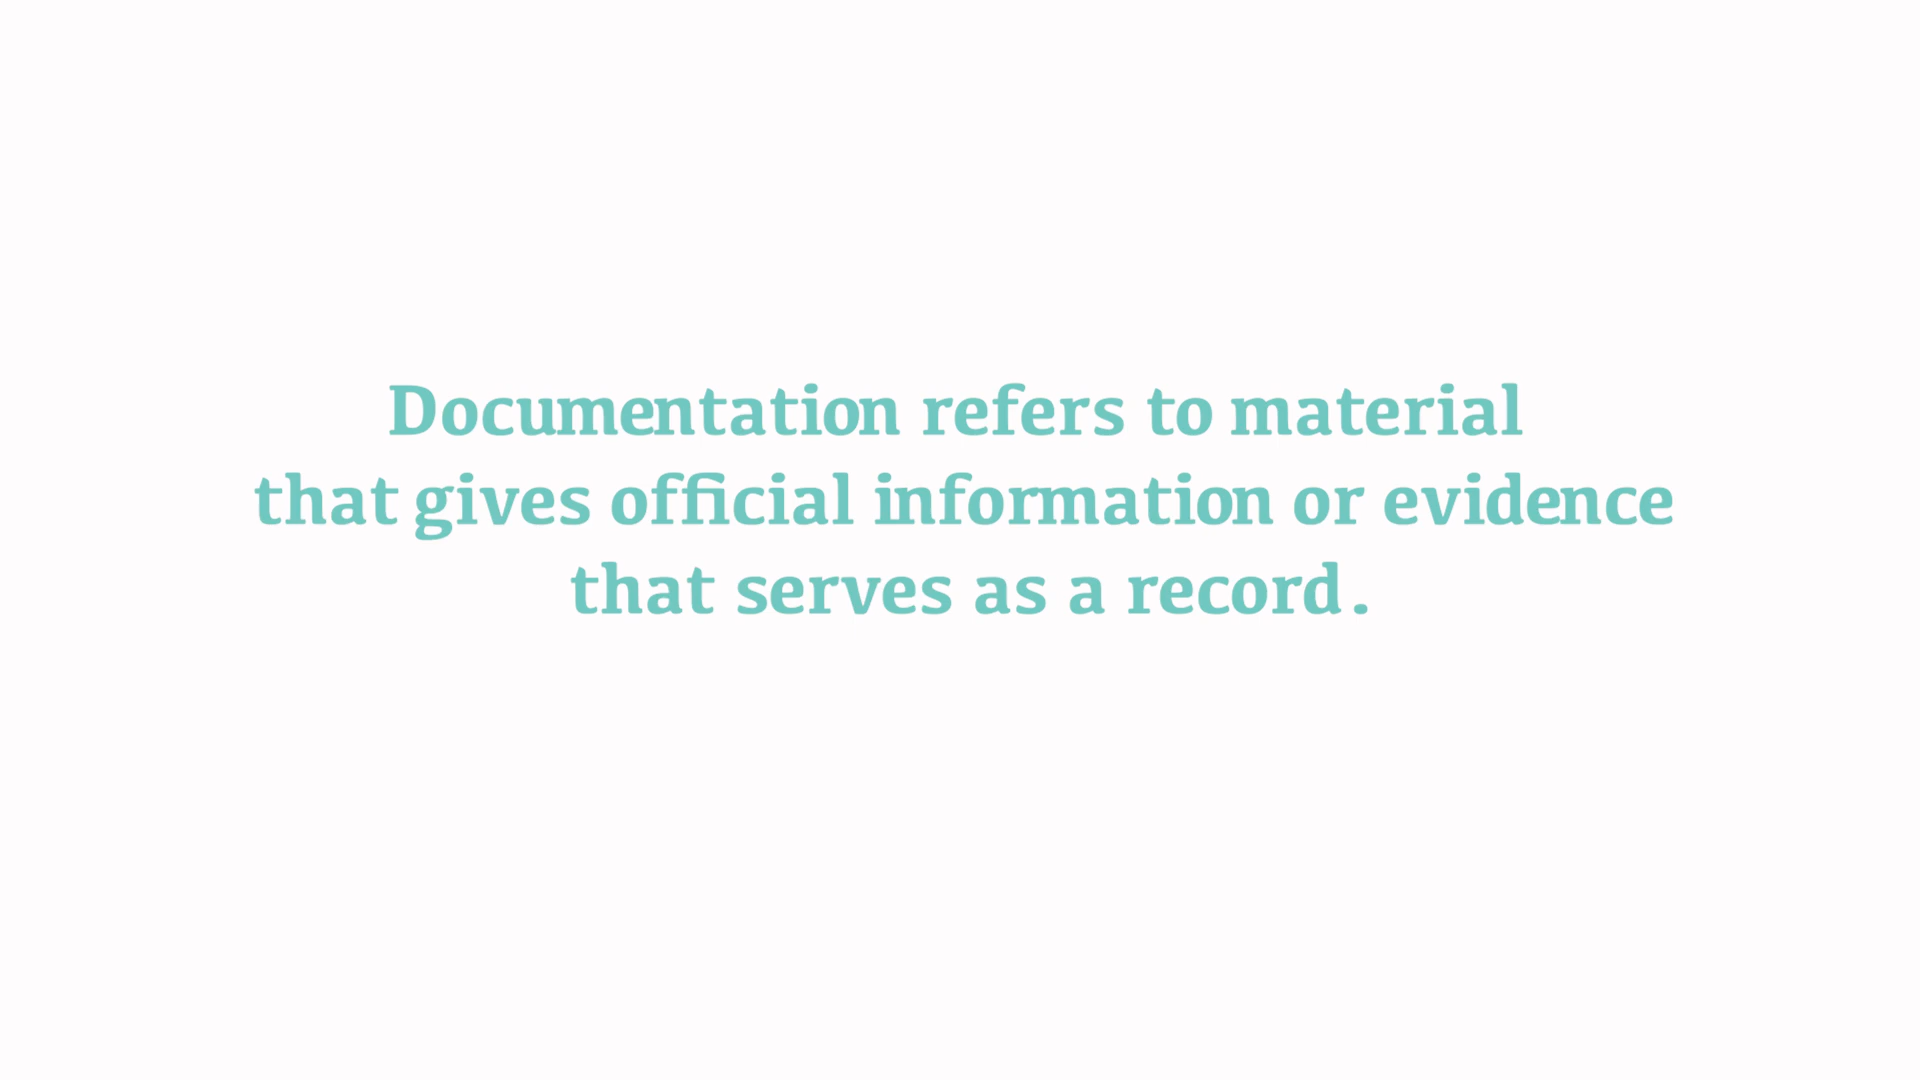 Documentation refers to material
that gives official information or evidence
that serves as a record.